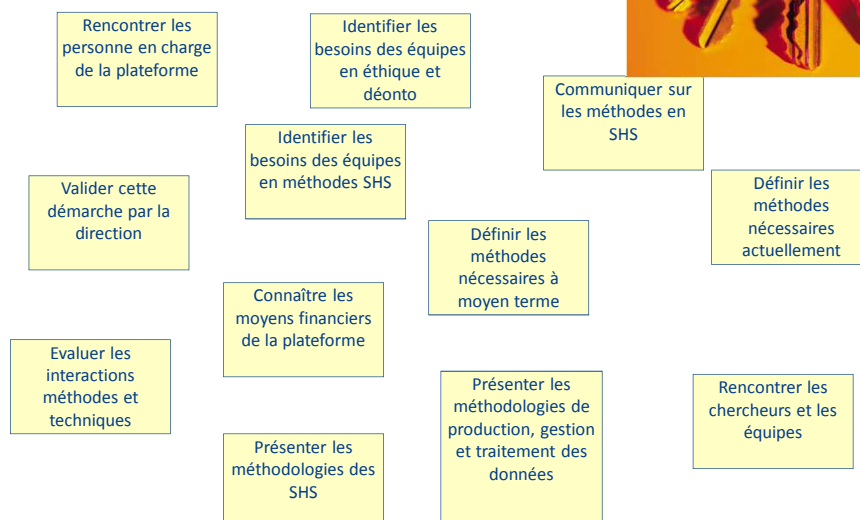 Rencontrer les
personne en charge
de la plateforme
Identifier les
besoins des équipes
en éthique et
déonto
Communiquer sur
les méthodes en
SHS
Identifier les
besoins des équipes
en méthodes SHS
Valider cette
démarche par la
direction
Définir les
méthodes
nécessaires
actuellement
Définir les
méthodes
nécessaires à
moyen terme
Connaître les
moyens financiers
de la plateforme
Evaluer les
interactions
méthodes et
techniques
Présenter les
méthodologies de
production, gestion
et traitement des
données
Rencontrer les
chercheurs et les
équipes
Présenter les
méthodologies des
SHS